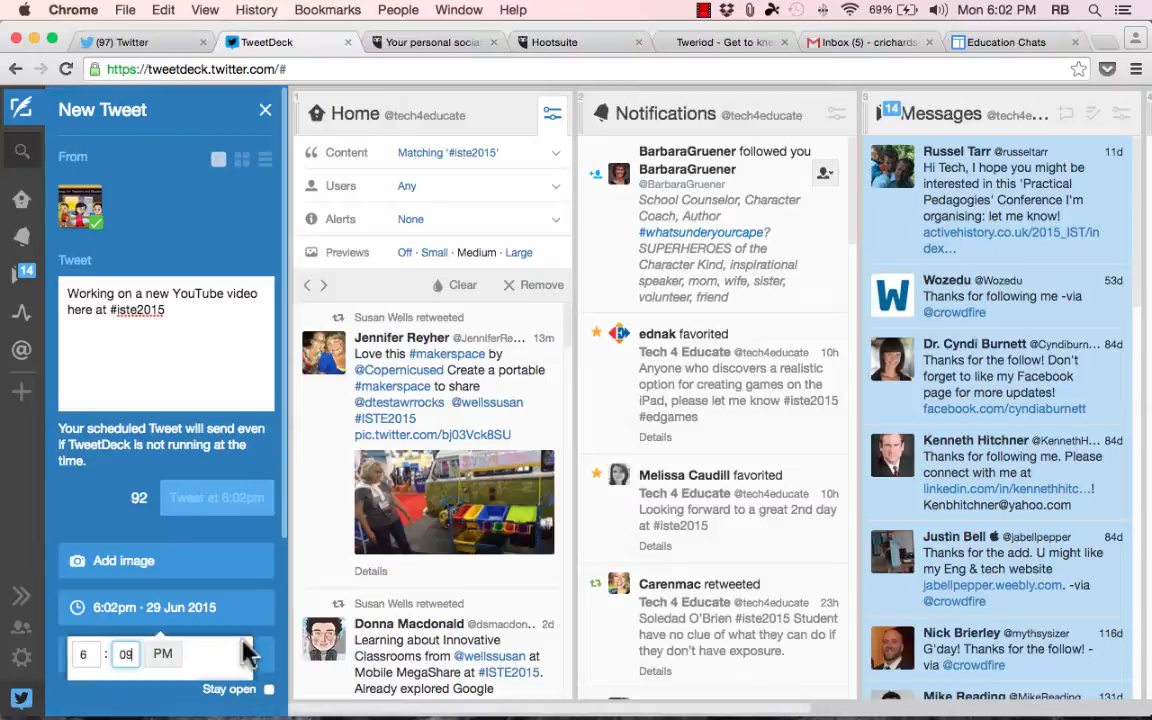 Chrome File Edit View History Bookmarks People Window Help 69% Mon 6:02 PM RB
(97) Twitter TweetDeck Your personal socia Hootsuite Tweriod - Get to kno Inbox (5) - crichards Education Chats
https://tweetdeck.twitter.com/#
New Tweet
From
Tweet
Working on a new YouTube video
here at #iste2015
Your scheduled Tweet will send even
if TweetDeck is not running at the
time.
92 Tweet at 6:02pm
Add image
6:02pm · 29 Jun 2015
6 : 09 PM
Stay open
14
1
Home @tech4educate
Content Matching '#iste2015'
Users Any
Alerts None
Previews Off · Small · Medium · Large
Clear Remove
Susan Wells retweeted
Jennifer Reyher @JenniferRe... 13m
Love this #makerspace by
@Copernicused Create a portable
#makerspace to share
@dtestawrrocks @wellssusan
#ISTE2015
pic.twitter.com/bj03Vck8SU
Details
Susan Wells retweeted
Donna Macdonald @dsmacdon... 2d
Learning about Innovative
Classrooms from @wellssusan at
Mobile MegaShare at #ISTE2015.
Already explored Google
2
Notifications @tech4educate
BarbaraGruener followed you
BarbaraGruener
@BarbaraGruener
School Counselor, Character
Coach, Author
#whatsunderyourcape?
SUPERHEROES of the
Character Kind, inspirational
speaker, mom, wife, sister,
volunteer, friend
ednak favorited
Tech 4 Educate @tech4educate 10h
Anyone who discovers a realistic
option for creating games on the
iPad, please let me know #iste2015
#edgames
Details
Melissa Caudill favorited
Tech 4 Educate @tech4educate 10h
Looking forward to a great 2nd day
at #iste2015
Details
Carenmac retweeted
Tech 4 Educate @tech4educate 23h
Soledad O'Brien #iste2015 Student
have no clue of what they can do if
they don't have exposure.
Details
14
Messages @tech4e...
Russel Tarr @russeltarr 11d
Hi Tech, I hope you might be
interested in this 'Practical
Pedagogies' Conference I'm
organising: let me know!
activehistory.co.uk/2015_IST/in
dex...
Wozedu @Wozedu 53d
Thanks for following me -via
@crowdfire
Dr. Cyndi Burnett @Cyndiburn... 84d
Thanks for the follow! Don't
forget to like my Facebook
page for more updates!
facebook.com/cyndiaburnett
Kenneth Hitchner @KennethH... 84d
Thanks for following me. Please
connect with me at
linkedin.com/in/kennethhitc...!
Kenbhitchner@yahoo.com
Justin Bell @jabellpepper 84d
Thanks for the add. U might like
my Eng & tech website
jabellpepper.weebly.com. -via
@crowdfire
Nick Brierley @mythsysizer 116d
G'day! Thanks for the follow! -
via @crowdfire
Mike Reading @MikeReading 131d